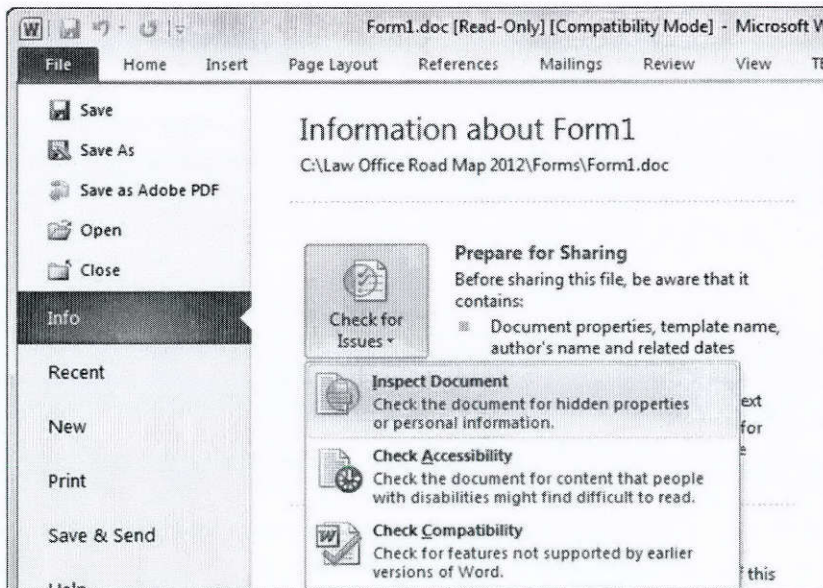 Form1.doc [Read-Only] [Compatibility Mode] - Microsoft W
File Home Insert Page Layout References Mailings Review View TE
Save
Save As
Save as Adobe PDF
Open
Close
Info
Recent
New
Print
Save & Send
Information about Form1
C:\Law Office Road Map 2012\Forms\Form1.doc
Check for
Issues
Prepare for Sharing
Before sharing this file, be aware that it
contains:
Document properties, template name,
author's name and related dates
ext
for
Inspect Document
Check the document for hidden properties
or personal information.
Check Accessibility
Check the document for content that people
with disabilities might find difficult to read.
Check Compatibility
Check for features not supported by earlier
versions of Word.
this